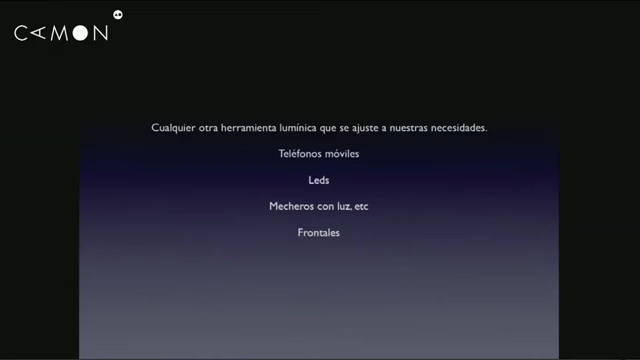 CAMON
Cualquier otra herramienta lumínica que se ajuste a nuestras necesidades.
Teléfonos móviles
Leds
Mecheros con luz, etc
Frontales